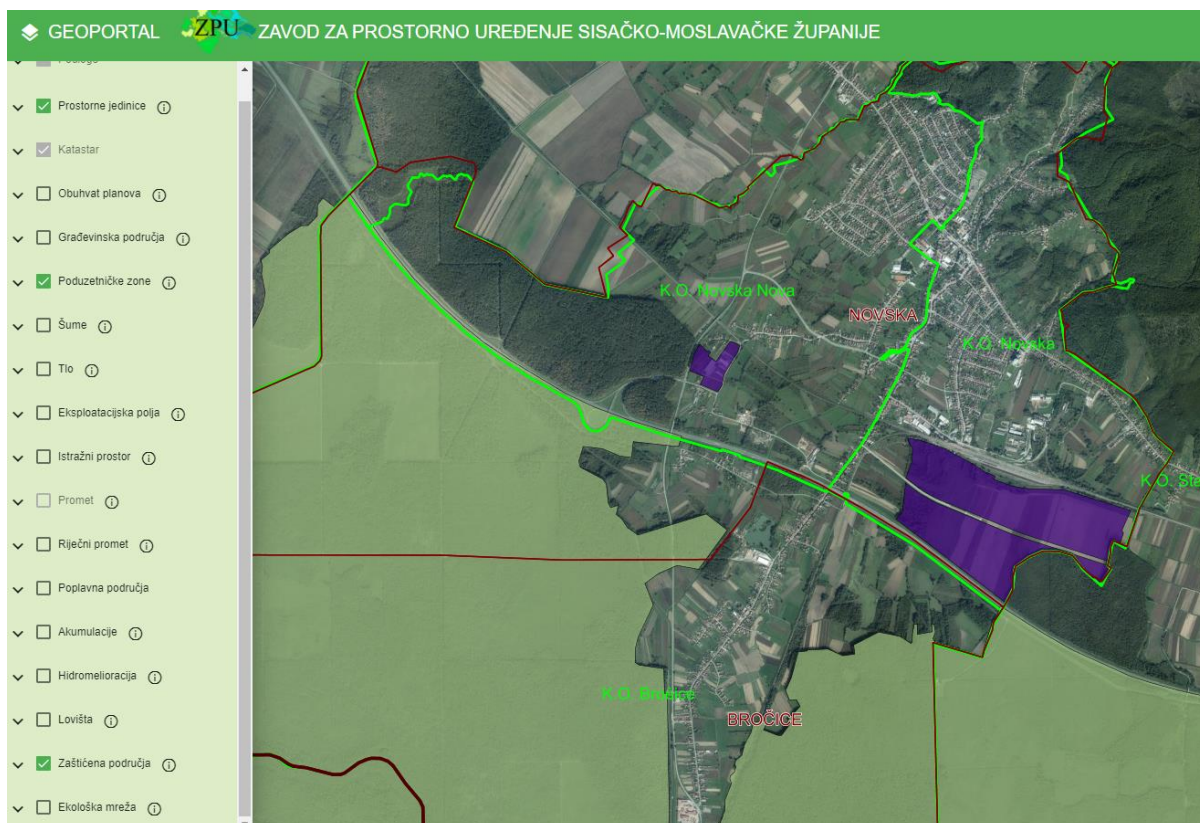 GEOPORTAL ZPU ZAVOD ZA PROSTORNO UREĐENJE SISAČKO-MOSLAVAČKE ŽUPANIJE
Prostorne jedinice
Katastar
Obuhvat planova
Građevinska područja
Poduzetničke zone
Šume
Tlo
Eksploatacijska polja
Istražni prostor
Promet
Riječni promet
Poplavna područja
Akumulacije
Hidromelioracija
Lovišta
Zaštićena područja
Ekološka mreža
K.O. Novska Nova
NOVSKA
K.O. Novska
K.O. Ste
K.O. Bročice
BROČICE